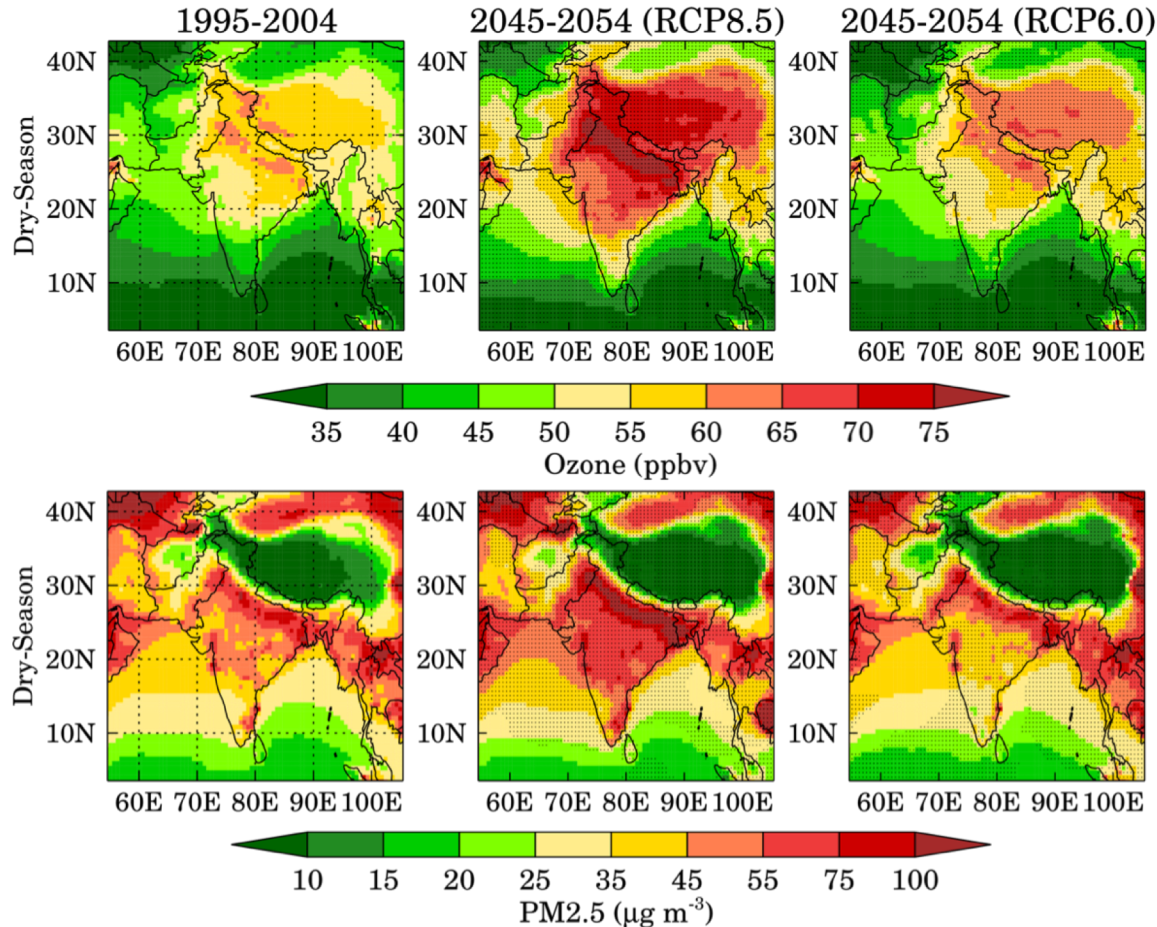 1995-2004 2045-2054 (RCP8.5) 2045-2054 (RCP6.0)
Dry-Season
40N 40N 40N
30N 30N 30N
20N 20N 20N
10N 10N 10N
60E 70E 80E 90E 100E 60E 70E 80E 90E 100E 60E 70E 80E 90E 100E
35 40 45 50 55 60 65 70 75
Ozone (ppbv)
Dry-Season
40N 40N 40N
30N 30N 30N
20N 20N 20N
10N 10N 10N
60E 70E 80E 90E 100E 60E 70E 80E 90E 100E 60E 70E 80E 90E 100E
10 15 20 25 35 45 55 75 100
PM2.5 (μg m⁻³)